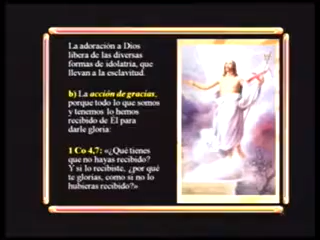 La adoración a Dios
libera de las diversas
formas de idolatría, que
llevan a la esclavitud.
b) La acción de gracias,
porque todo lo que somos
y tenemos lo hemos
recibido de Él para
darle gloria:
1 Co 4,7: «¿Qué tienes
que no hayas recibido?
Y si lo recibiste, ¿por qué
te glorias, como si no lo
hubieras recibido?»